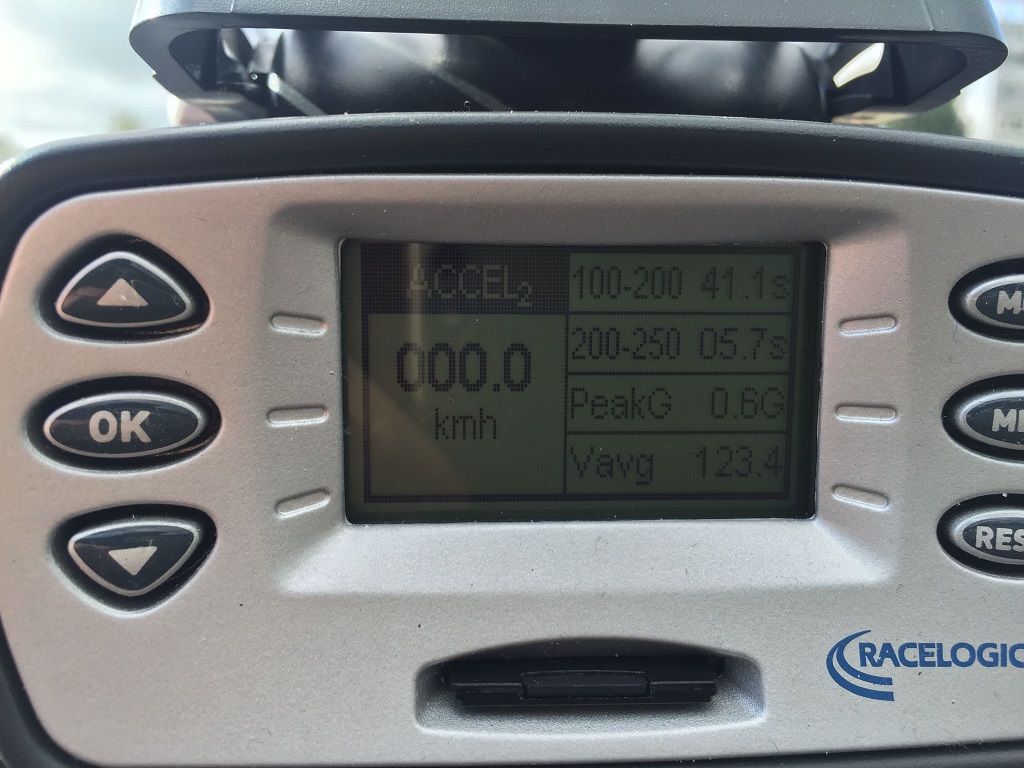 ACCEL2
000.0
kmh
100-200 41.1s
200-250 05.7s
PeakG 0.6G
Vavg 123.4
OK
RACELOGIC